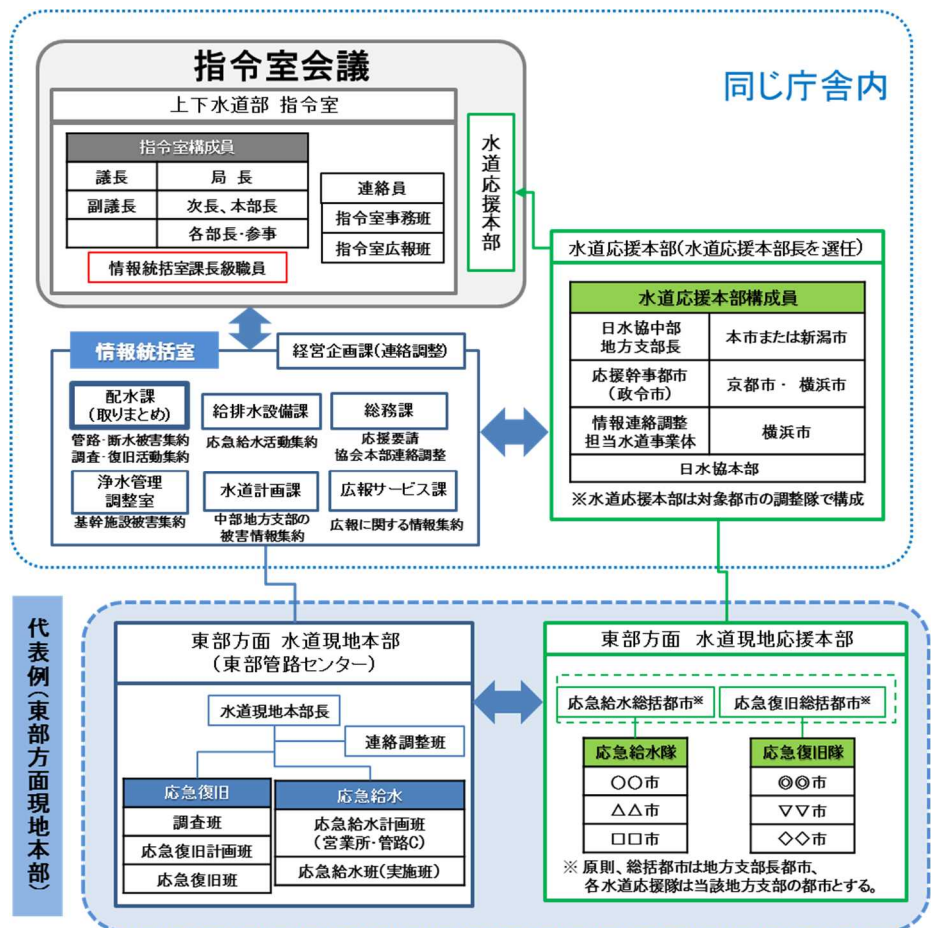 指令室会議
同じ庁舎内
上下水道部 指令室
指令室構成員
議長 局 長
副議長 次長、本部長
各部長・参事
情報統括室課長級職員
連絡員
指令室事務班
指令室広報班
水道応援本部
水道応援本部(水道応援本部長を選任)
水道応援本部構成員
日水協中部
地方支部長
本市または新潟市
応援幹事都市
(政令市)
京都市・ 横浜市
情報連絡調整
担当水道事業体
横浜市
日水協本部
※水道応援本部は対象都市の調整隊で構成
情報統括室
経営企画課(連絡調整)
配水課
(取りまとめ)
管路・断水被害集約
調査・復旧活動集約
給排水設備課
応急給水活動集約
総務課
応援要請
協会本部連絡調整
浄水管理
調整室
基幹施設被害集約
水道計画課
中部地方支部の
被害情報集約
広報サービス課
広報に関する情報集約
代表例(東部方面現地本部)
東部方面 水道現地本部
(東部管路センター)
水道現地本部長
連絡調整班
応急復旧
調査班
応急復旧計画班
応急復旧班
応急給水
応急給水計画班
(営業所・管路C)
応急給水班(実施班)
東部方面 水道現地応援本部
応急給水総括都市※
応急復旧総括都市※
応急給水隊
○○市
△△市
□□市
応急復旧隊
◎◎市
▽▽市
◇◇市
※ 原則、総括都市は地方支部長都市、
各水道応援隊は当該地方支部の都市とする。